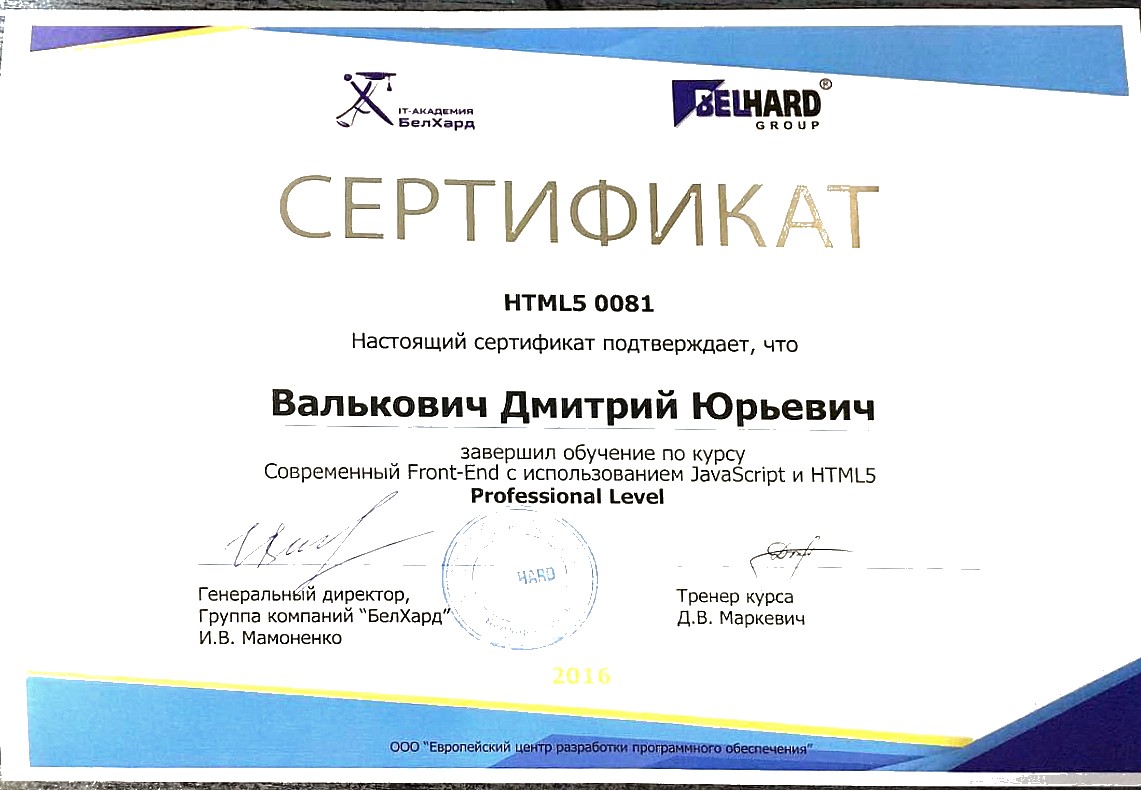 IT-АКАДЕМИЯ
БелХард
BELHARD®
GROUP
СЕРТИФИКАТ
HTML5 0081
Настоящий сертификат подтверждает, что
Валькович Дмитрий Юрьевич
завершил обучение по курсу
Современный Front-End с использованием JavaScript и HTML5
Professional Level
HARD
Генеральный директор,
Группа компаний “БелХард”
И.В. Мамоненко
Тренер курса
Д.В. Маркевич
2016
ООО “Европейский центр разработки программного обеспечения”